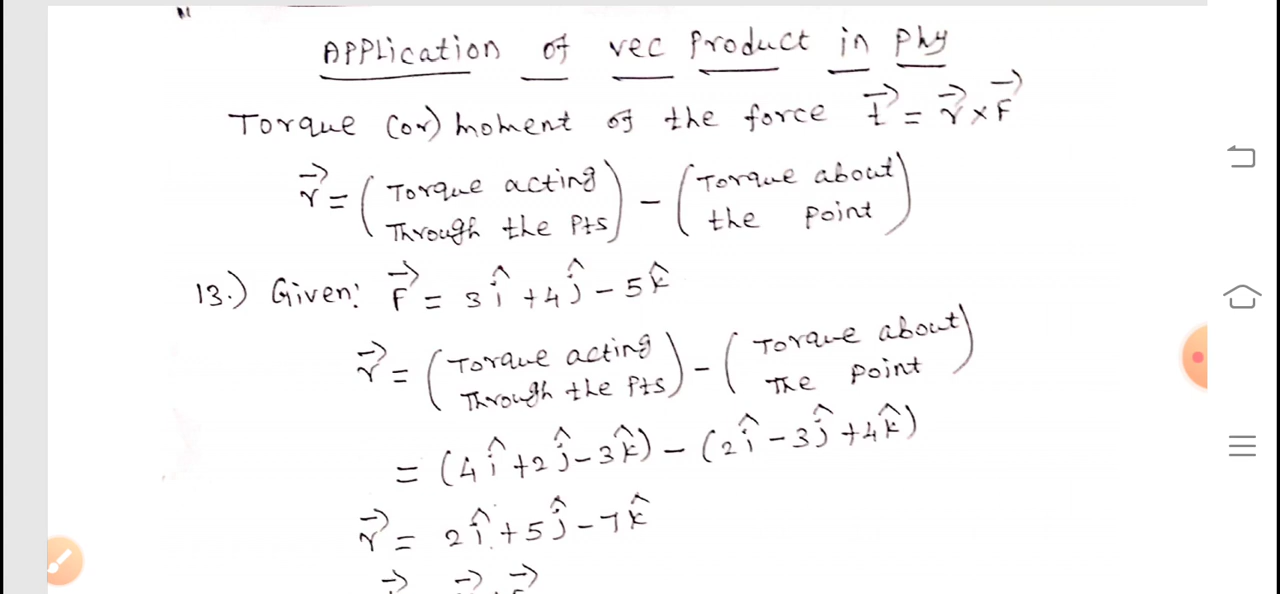 Application of vec product in phy
Torque (or) moment of the force t⃗ = r⃗ × F⃗
r⃗ = (Torque acting Through the pts) - (Torque about the point)
13.) Given: F⃗ = 3î + 4ĵ - 5k̂
r⃗ = (Torque acting Through the pts) - (Torque about The point)
= (4î + 2ĵ - 3k̂) - (2î - 3ĵ + 4k̂)
r⃗ = 2î + 5ĵ - 7k̂